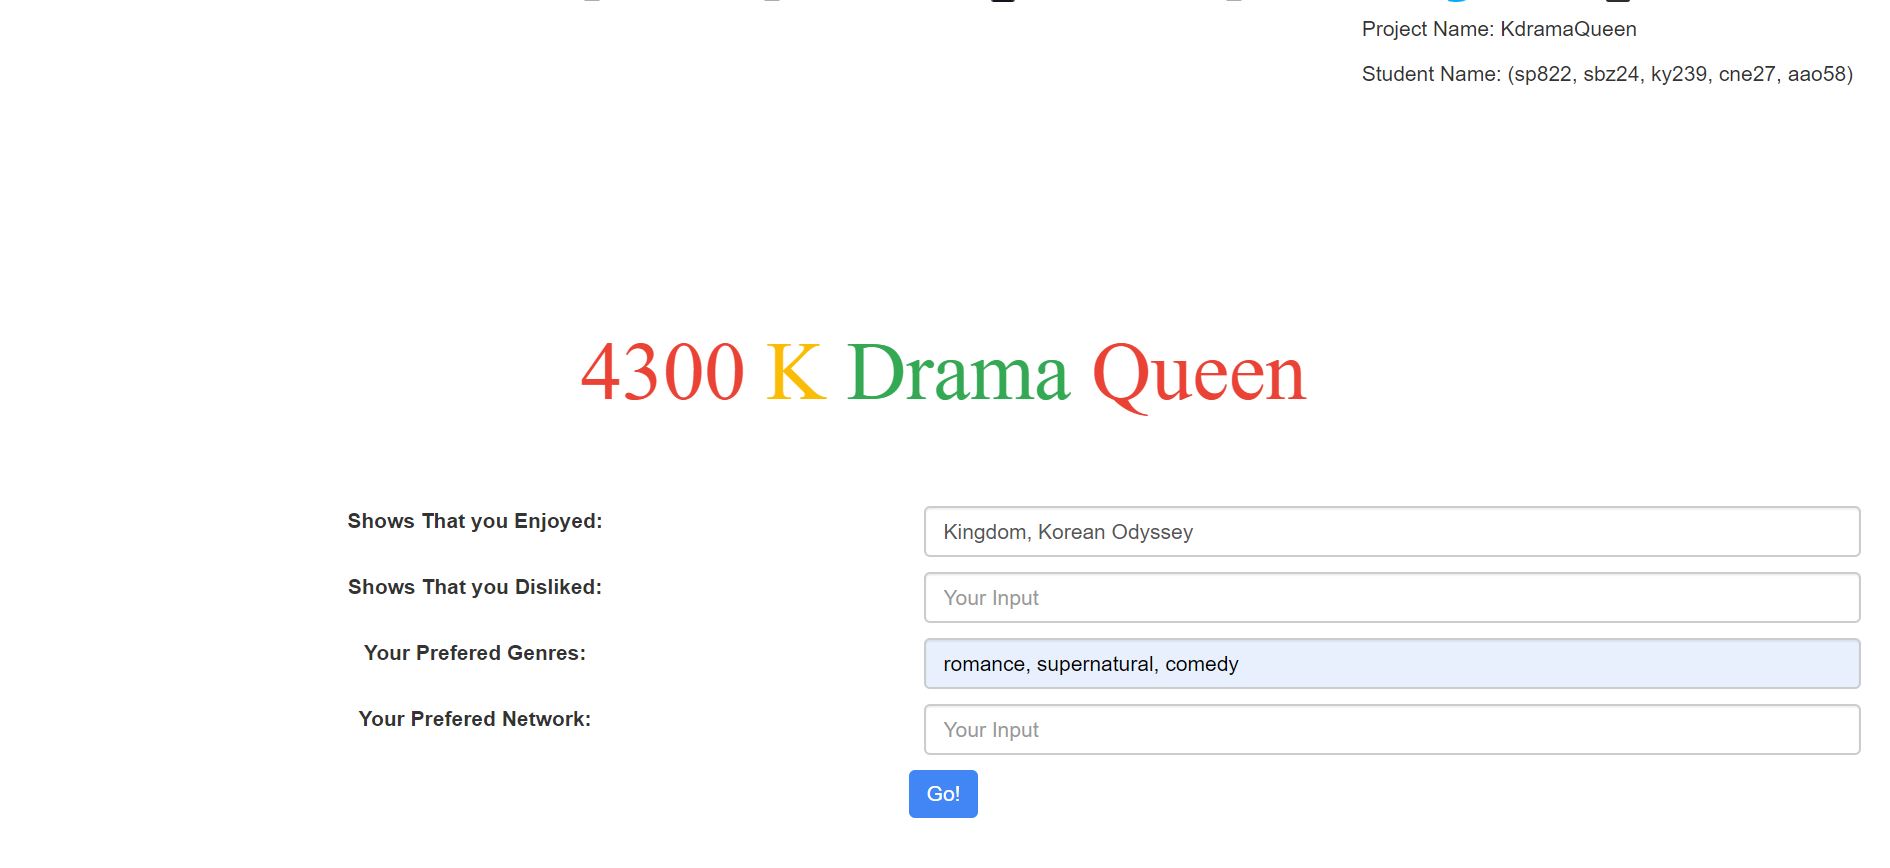 Project Name: KdramaQueen
Student Name: (sp822, sbz24, ky239, cne27, aao58)
4300 K Drama Queen
Shows That you Enjoyed: Kingdom, Korean Odyssey
Shows That you Disliked: Your Input
Your Prefered Genres: romance, supernatural, comedy
Your Prefered Network: Your Input
Go!